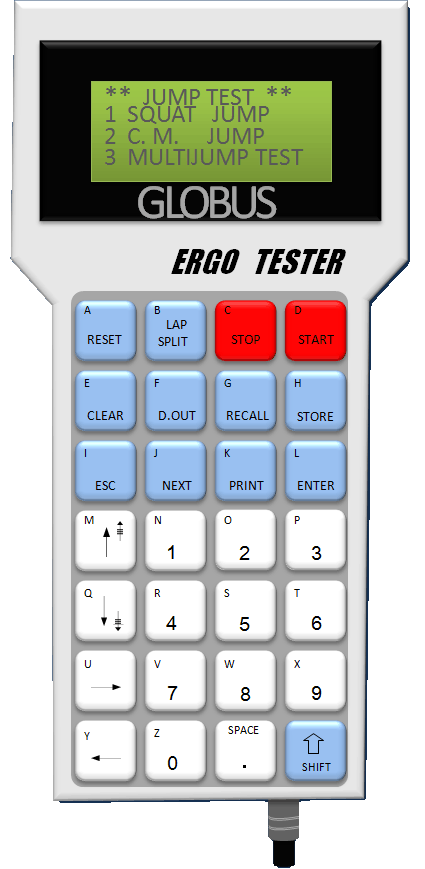 ** JUMP TEST **
1 SQUAT JUMP
2 C. M. JUMP
3 MULTIJUMP TEST
GLOBUS
ERGO TESTER
A B C D
RESET LAP SPLIT STOP START
E F G H
CLEAR D.OUT RECALL STORE
I J K L
ESC NEXT PRINT ENTER
M N O P
1 2 3
Q R S T
4 5 6
U V W X
7 8 9
Y Z SPACE
0 . SHIFT